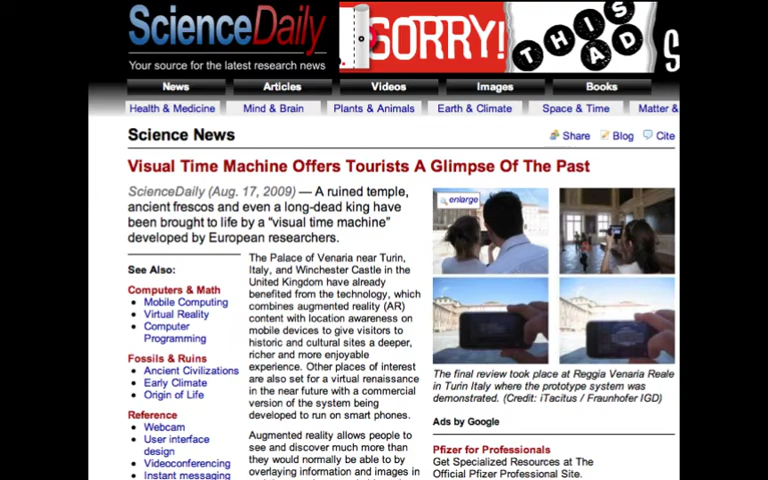 ScienceDaily
Your source for the latest research news
SORRY!
THIS
AD
S
News
Articles
Videos
Images
Books
Health & Medicine
Mind & Brain
Plants & Animals
Earth & Climate
Space & Time
Matter &
Science News
Share
Blog
Cite
Visual Time Machine Offers Tourists A Glimpse Of The Past
ScienceDaily (Aug. 17, 2009) — A ruined temple,
ancient frescos and even a long-dead king have
been brought to life by a “visual time machine”
developed by European researchers.
See Also:
Computers & Math
• Mobile Computing
• Virtual Reality
• Computer
Programming
Fossils & Ruins
• Ancient Civilizations
• Early Climate
• Origin of Life
Reference
• Webcam
• User interface
design
• Videoconferencing
• Instant messaging
The Palace of Venaria near Turin,
Italy, and Winchester Castle in the
United Kingdom have already
benefited from the technology, which
combines augmented reality (AR)
content with location awareness on
mobile devices to give visitors to
historic and cultural sites a deeper,
richer and more enjoyable
experience. Other places of interest
are also set for a virtual renaissance
in the near future with a commercial
version of the system being
developed to run on smart phones.
Augmented reality allows people to
see and discover much more than
they would normally be able to by
overlaying information and images in
enlarge
The final review took place at Reggia Venaria Reale
in Turin Italy where the prototype system was
demonstrated. (Credit: iTacitus / Fraunhofer IGD)
Ads by Google
Pfizer for Professionals
Get Specialized Resources at The
Official Pfizer Professional Site.